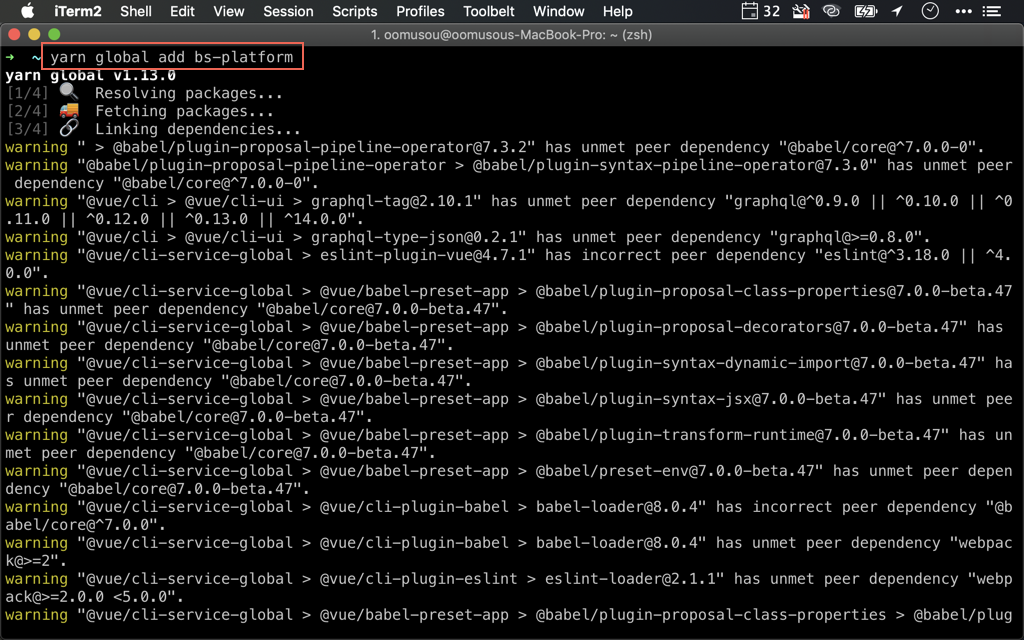 iTerm2 Shell Edit View Session Scripts Profiles Toolbelt Window Help 32
1. oomusou@oomusous-MacBook-Pro: ~ (zsh)
➜ ~ yarn global add bs-platform
yarn global v1.13.0
[1/4] 🔍 Resolving packages...
[2/4] 🚚 Fetching packages...
[3/4] 🔗 Linking dependencies...
warning " > @babel/plugin-proposal-pipeline-operator@7.3.2" has unmet peer dependency "@babel/core@^7.0.0-0".
warning "@babel/plugin-proposal-pipeline-operator > @babel/plugin-syntax-pipeline-operator@7.3.0" has unmet peer
 dependency "@babel/core@^7.0.0-0".
warning "@vue/cli > @vue/cli-ui > graphql-tag@2.10.1" has unmet peer dependency "graphql@^0.9.0 || ^0.10.0 || ^0
.11.0 || ^0.12.0 || ^0.13.0 || ^14.0.0".
warning "@vue/cli > @vue/cli-ui > graphql-type-json@0.2.1" has unmet peer dependency "graphql@>=0.8.0".
warning "@vue/cli-service-global > eslint-plugin-vue@4.7.1" has incorrect peer dependency "eslint@^3.18.0 || ^4.
0.0".
warning "@vue/cli-service-global > @vue/babel-preset-app > @babel/plugin-proposal-class-properties@7.0.0-beta.47
" has unmet peer dependency "@babel/core@7.0.0-beta.47".
warning "@vue/cli-service-global > @vue/babel-preset-app > @babel/plugin-proposal-decorators@7.0.0-beta.47" has
unmet peer dependency "@babel/core@7.0.0-beta.47".
warning "@vue/cli-service-global > @vue/babel-preset-app > @babel/plugin-syntax-dynamic-import@7.0.0-beta.47" ha
s unmet peer dependency "@babel/core@7.0.0-beta.47".
warning "@vue/cli-service-global > @vue/babel-preset-app > @babel/plugin-syntax-jsx@7.0.0-beta.47" has unmet pee
r dependency "@babel/core@7.0.0-beta.47".
warning "@vue/cli-service-global > @vue/babel-preset-app > @babel/plugin-transform-runtime@7.0.0-beta.47" has un
met peer dependency "@babel/core@7.0.0-beta.47".
warning "@vue/cli-service-global > @vue/babel-preset-app > @babel/preset-env@7.0.0-beta.47" has unmet peer depen
dency "@babel/core@7.0.0-beta.47".
warning "@vue/cli-service-global > @vue/cli-plugin-babel > babel-loader@8.0.4" has incorrect peer dependency "@b
abel/core@^7.0.0".
warning "@vue/cli-service-global > @vue/cli-plugin-babel > babel-loader@8.0.4" has unmet peer dependency "webpac
k@>=2".
warning "@vue/cli-service-global > @vue/cli-plugin-eslint > eslint-loader@2.1.1" has unmet peer dependency "webp
ack@>=2.0.0 <5.0.0".
warning "@vue/cli-service-global > @vue/babel-preset-app > @babel/plugin-proposal-class-properties > @babel/plug